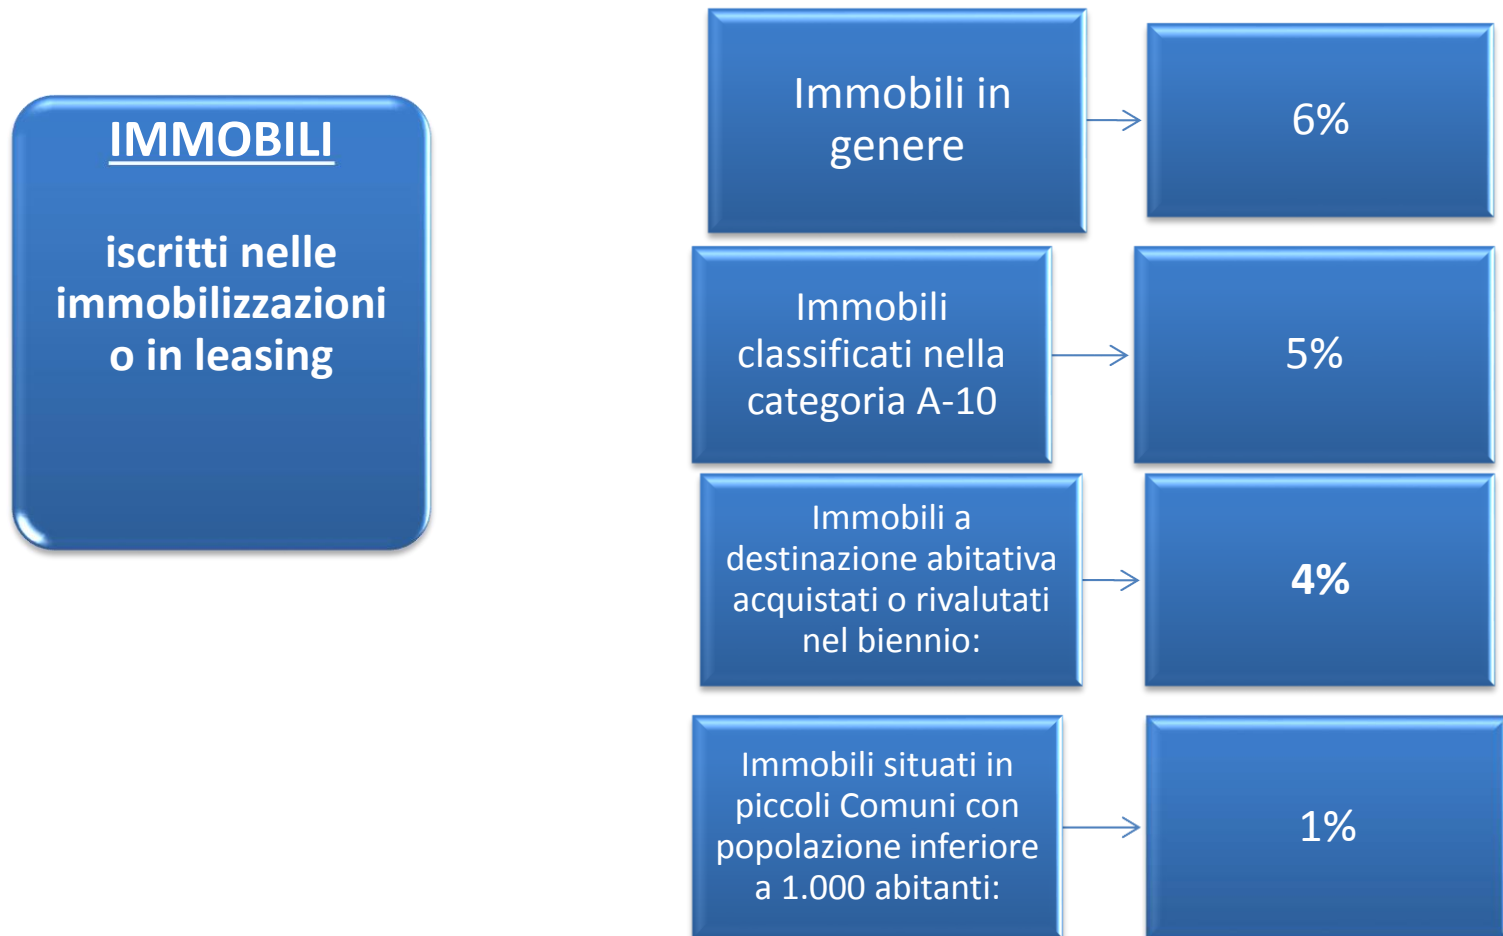 IMMOBILI
iscritti nelle
immobilizzazioni
o in leasing
Immobili in
genere
6%
Immobili
classificati nella
categoria A-10
5%
Immobili a
destinazione abitativa
acquistati o rivalutati
nel biennio:
4%
Immobili situati in
piccoli Comuni con
popolazione inferiore
a 1.000 abitanti:
1%